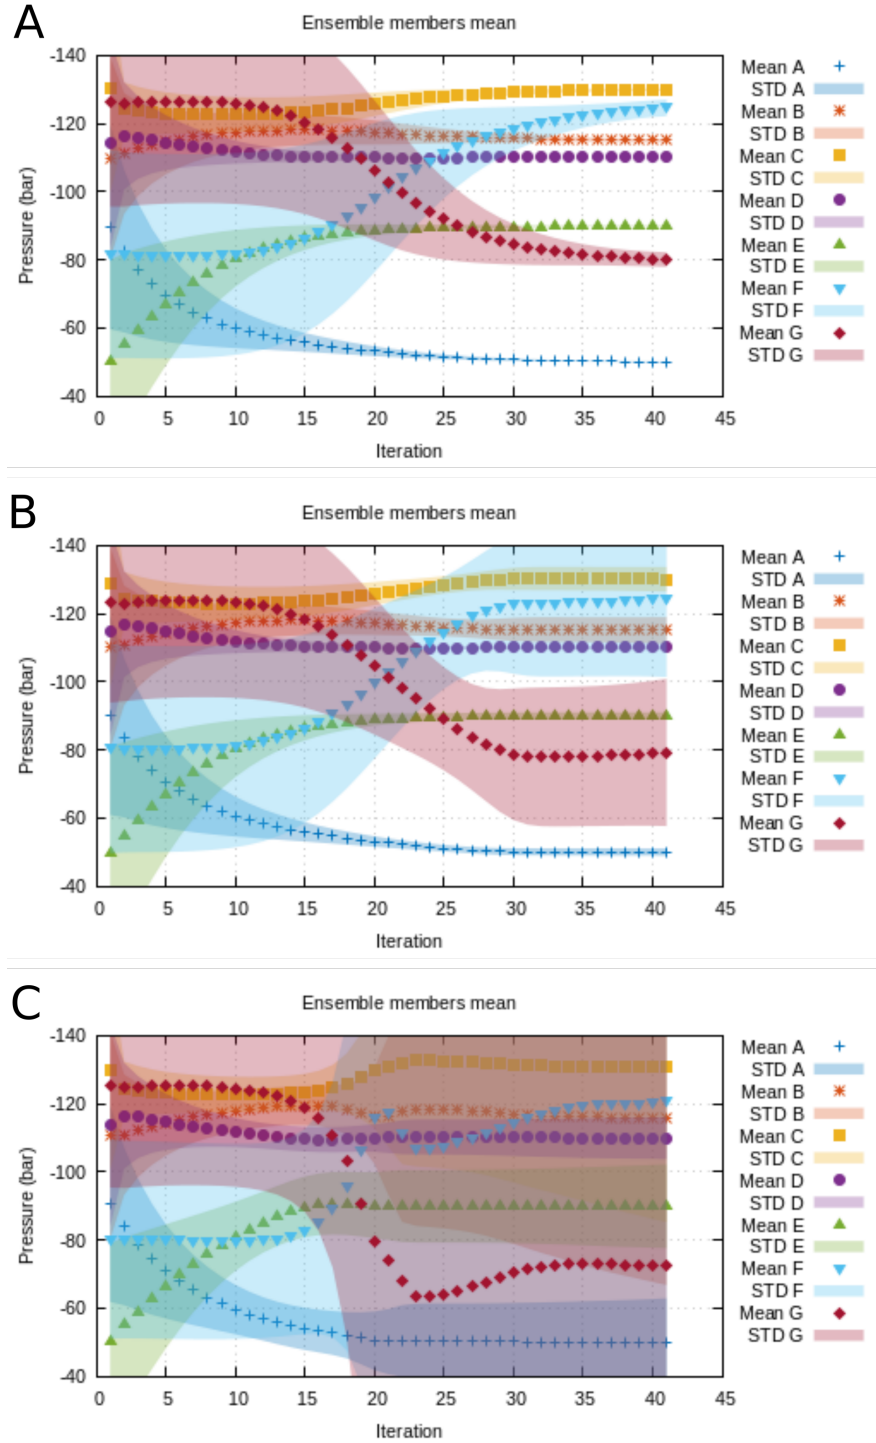 A
Ensemble members mean
-140
-120
-100
-80
-60
-40
Pressure (bar)
0 5 10 15 20 25 30 35 40 45
Iteration
Mean A
STD A
Mean B
STD B
Mean C
STD C
Mean D
STD D
Mean E
STD E
Mean F
STD F
Mean G
STD G
B
Ensemble members mean
-140
-120
-100
-80
-60
-40
Pressure (bar)
0 5 10 15 20 25 30 35 40 45
Iteration
Mean A
STD A
Mean B
STD B
Mean C
STD C
Mean D
STD D
Mean E
STD E
Mean F
STD F
Mean G
STD G
C
Ensemble members mean
-140
-120
-100
-80
-60
-40
Pressure (bar)
0 5 10 15 20 25 30 35 40 45
Iteration
Mean A
STD A
Mean B
STD B
Mean C
STD C
Mean D
STD D
Mean E
STD E
Mean F
STD F
Mean G
STD G